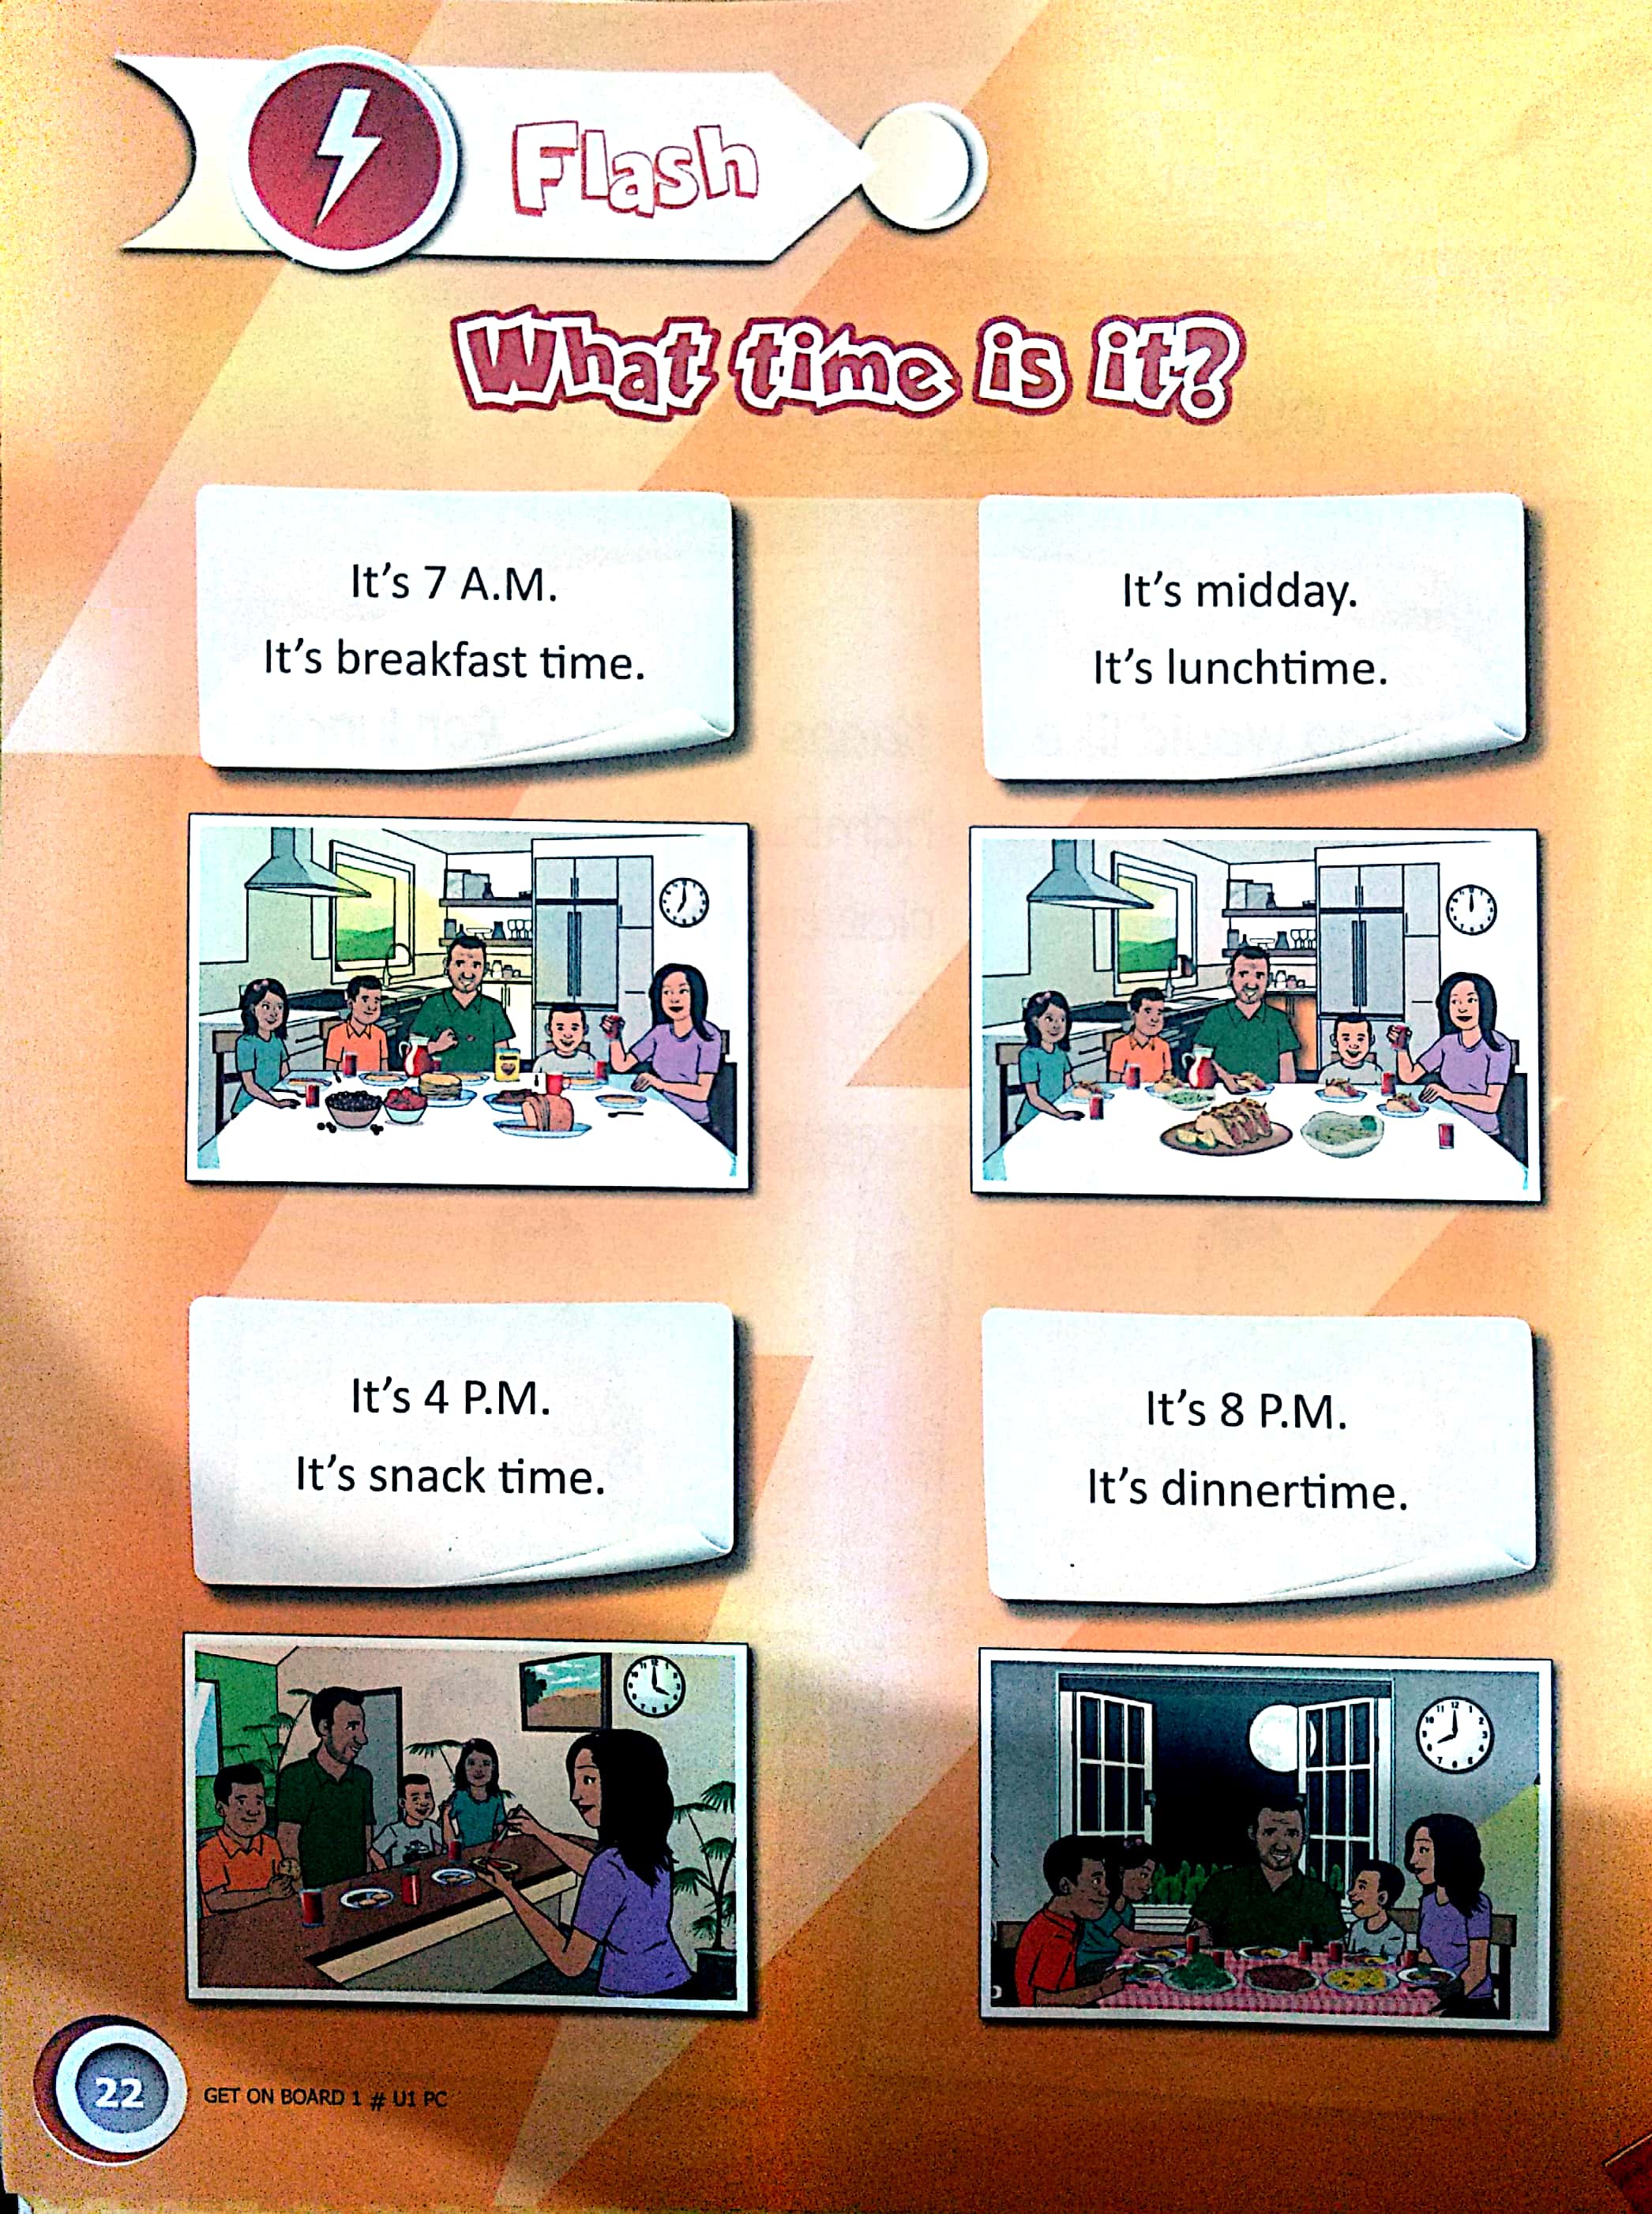 Flash
What time is it?
It's 7 A.M.
It's breakfast time.
It's midday.
It's lunchtime.
It's 4 P.M.
It's snack time.
It's 8 P.M.
It's dinnertime.
22
GET ON BOARD 1 # U1 PC